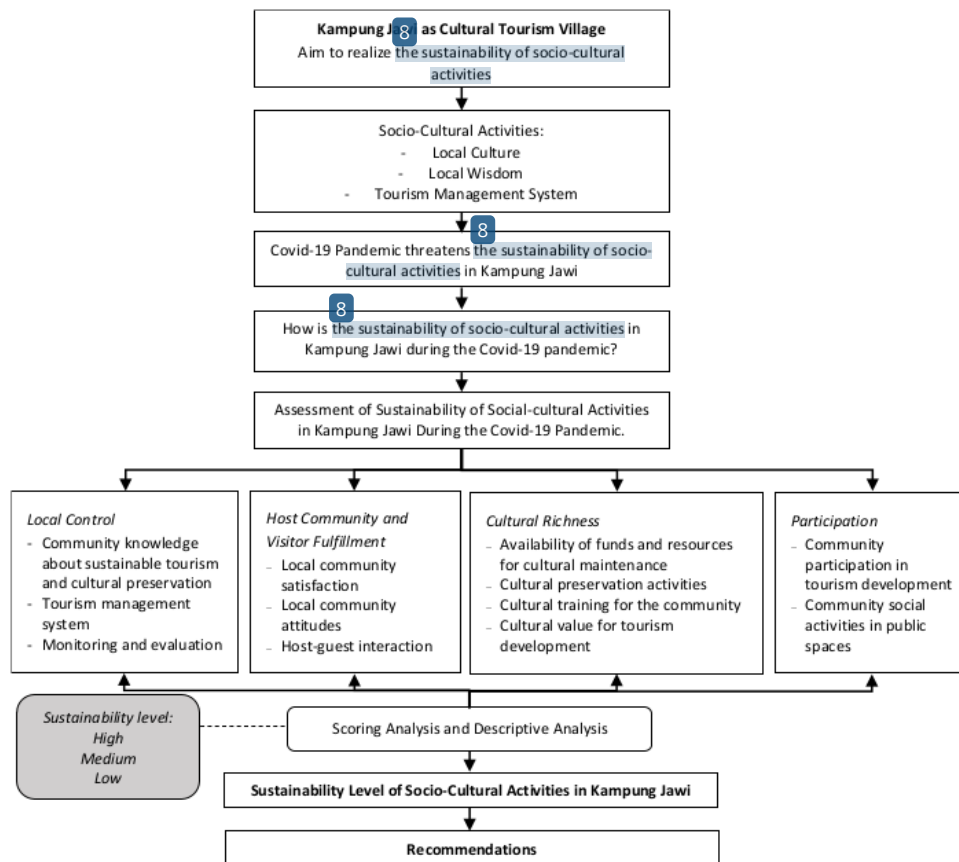 Kampung Jawi as Cultural Tourism Village
8
Aim to realize the sustainability of socio-cultural
activities
Socio-Cultural Activities:
- Local Culture
- Local Wisdom
- Tourism Management System
8
Covid-19 Pandemic threatens the sustainability of socio-
cultural activities in Kampung Jawi
8
How is the sustainability of socio-cultural activities in
Kampung Jawi during the Covid-19 pandemic?
Assessment of Sustainability of Social-cultural Activities
in Kampung Jawi During the Covid-19 Pandemic.
Local Control
- Community knowledge
about sustainable tourism
and cultural preservation
- Tourism management
system
- Monitoring and evaluation
Host Community and
Visitor Fulfillment
- Local community
satisfaction
- Local community
attitudes
- Host-guest interaction
Cultural Richness
- Availability of funds and resources
for cultural maintenance
- Cultural preservation activities
- Cultural training for the community
- Cultural value for tourism
development
Participation
- Community
participation in
tourism development
- Community social
activities in public
spaces
Sustainability level:
High
Medium
Low
Scoring Analysis and Descriptive Analysis
Sustainability Level of Socio-Cultural Activities in Kampung Jawi
Recommendations